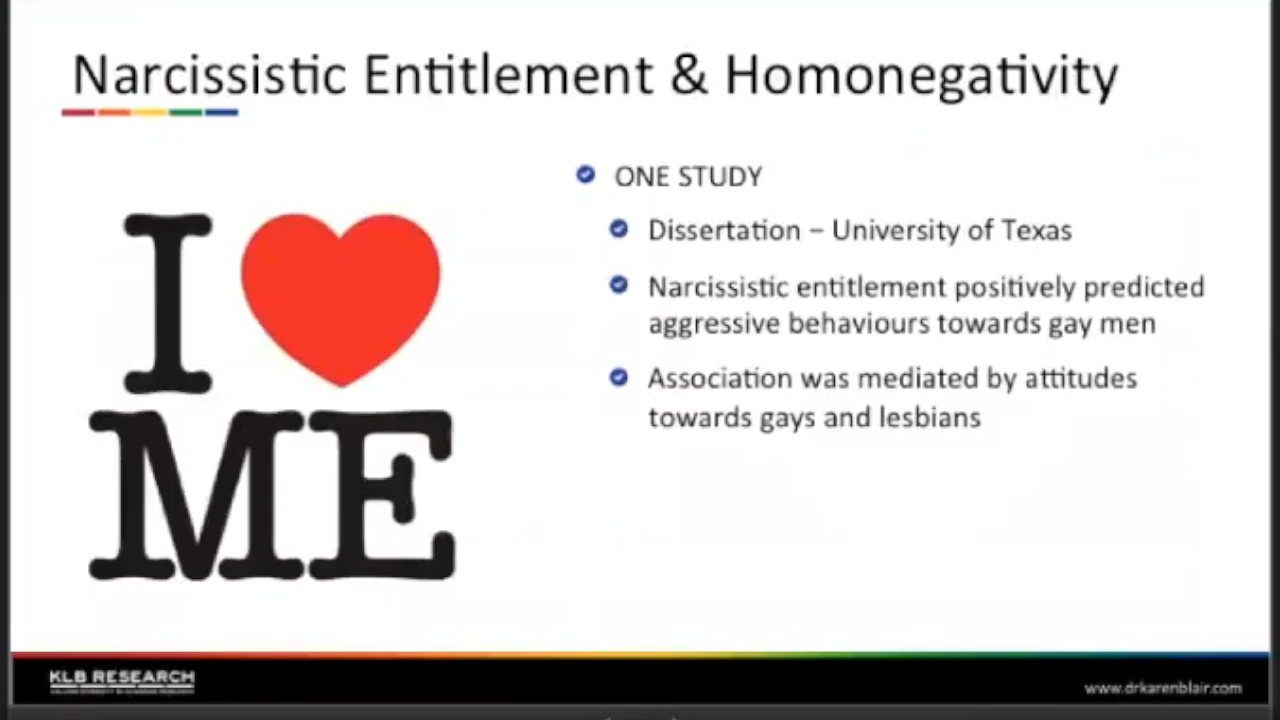 Narcissistic Entitlement & Homonegativity
I
ME
ONE STUDY
Dissertation – University of Texas
Narcissistic entitlement positively predicted
aggressive behaviours towards gay men
Association was mediated by attitudes
towards gays and lesbians
KLB RESEARCH
www.drkarenblair.com